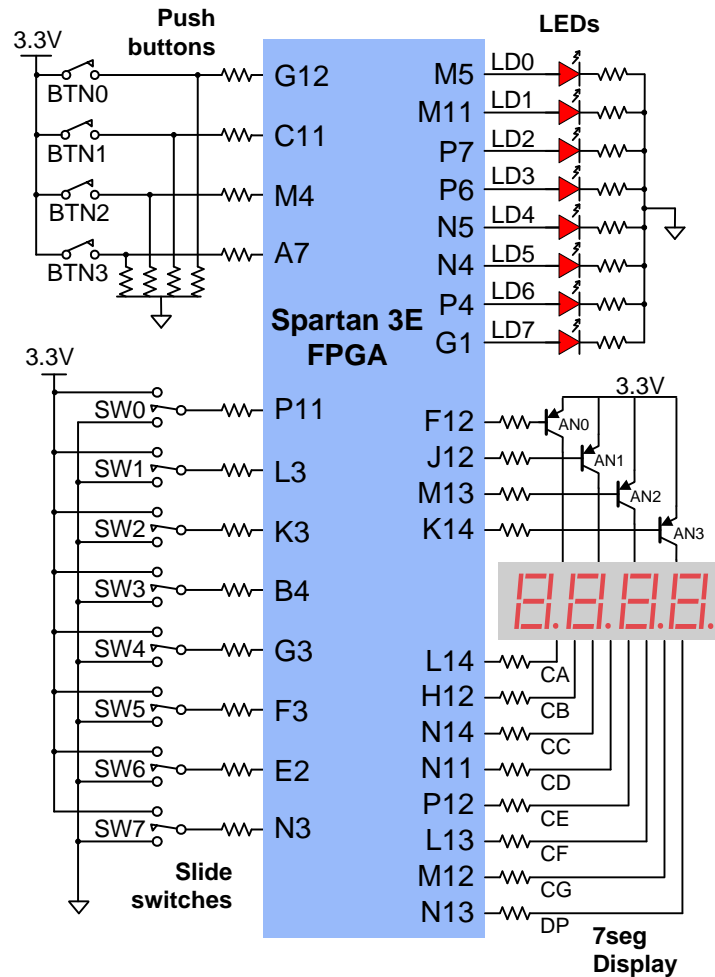 Push
buttons
3.3V
BTN0
BTN1
BTN2
BTN3
G12
C11
M4
A7
Spartan 3E
FPGA
LEDs
M5 LD0
M11 LD1
P7 LD2
P6 LD3
N5 LD4
N4 LD5
P4 LD6
G1 LD7
3.3V
SW0
SW1
SW2
SW3
SW4
SW5
SW6
SW7
P11
L3
K3
B4
G3
F3
E2
N3
Slide
switches
3.3V
F12 AN0
J12 AN1
M13 AN2
K14 AN3
8.8.8.8.
L14 CA
H12 CB
N14 CC
N11 CD
P12 CE
L13 CF
M12 CG
N13 DP
7seg
Display